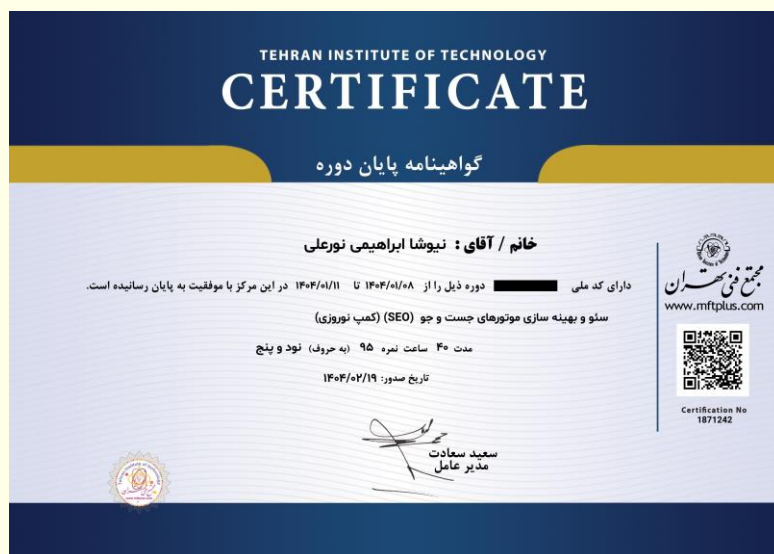 TEHRAN INSTITUTE OF TECHNOLOGY
CERTIFICATE
گواهینامه پایان دوره
خانم / آقای : نیوشا ابراهیمی نورعلی
دارای کد ملی دوره ذیل را از ۱۴۰۴/۰۱/۰۸ تا ۱۴۰۴/۰۱/۱۱ در این مرکز با موفقیت به پایان رسانیده است.
سئو و بهینه سازی موتورهای جست و جو (SEO) (کمپ نوروزی)
مدت ۴۰ ساعت نمره ۹۵ (به حروف) نود و پنج
تاریخ صدور: ۱۴۰۴/۰۲/۱۹
سعید سعادت
مدیر عامل
مجتمع فنی تهران
www.mftplus.com
Certification No
1871242